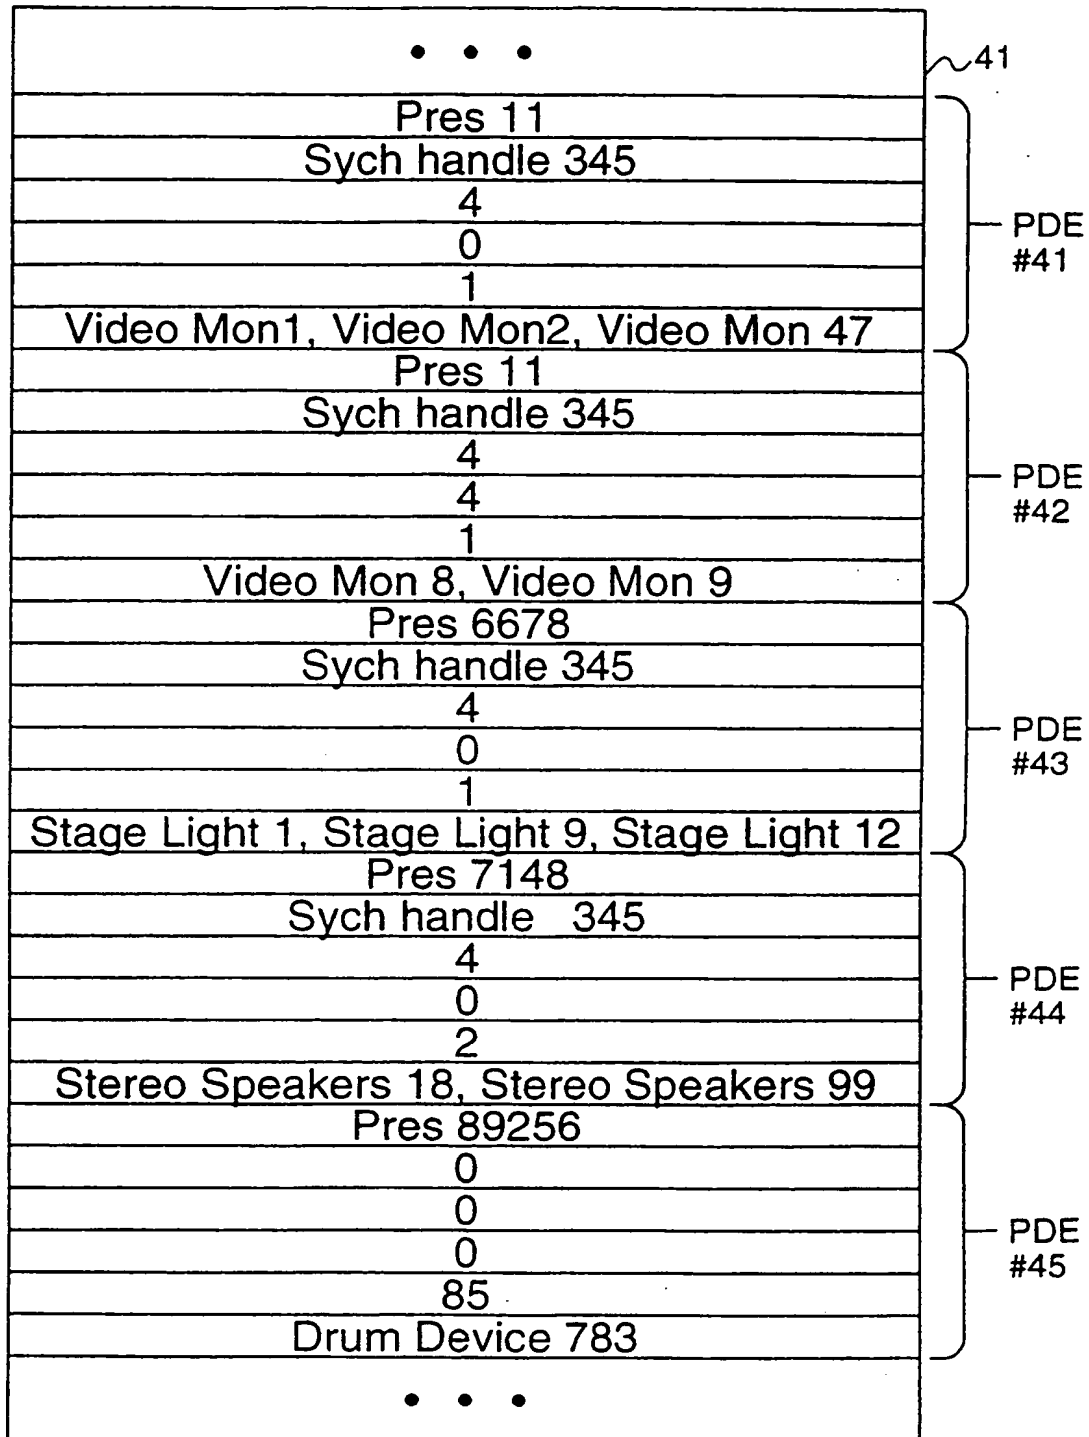 • • •
41
Pres 11
Sych handle 345
4
0
1
Video Mon1, Video Mon2, Video Mon 47
PDE
#41
Pres 11
Sych handle 345
4
4
1
Video Mon 8, Video Mon 9
PDE
#42
Pres 6678
Sych handle 345
4
0
1
Stage Light 1, Stage Light 9, Stage Light 12
PDE
#43
Pres 7148
Sych handle 345
4
0
2
Stereo Speakers 18, Stereo Speakers 99
PDE
#44
Pres 89256
0
0
0
85
Drum Device 783
PDE
#45
• • •